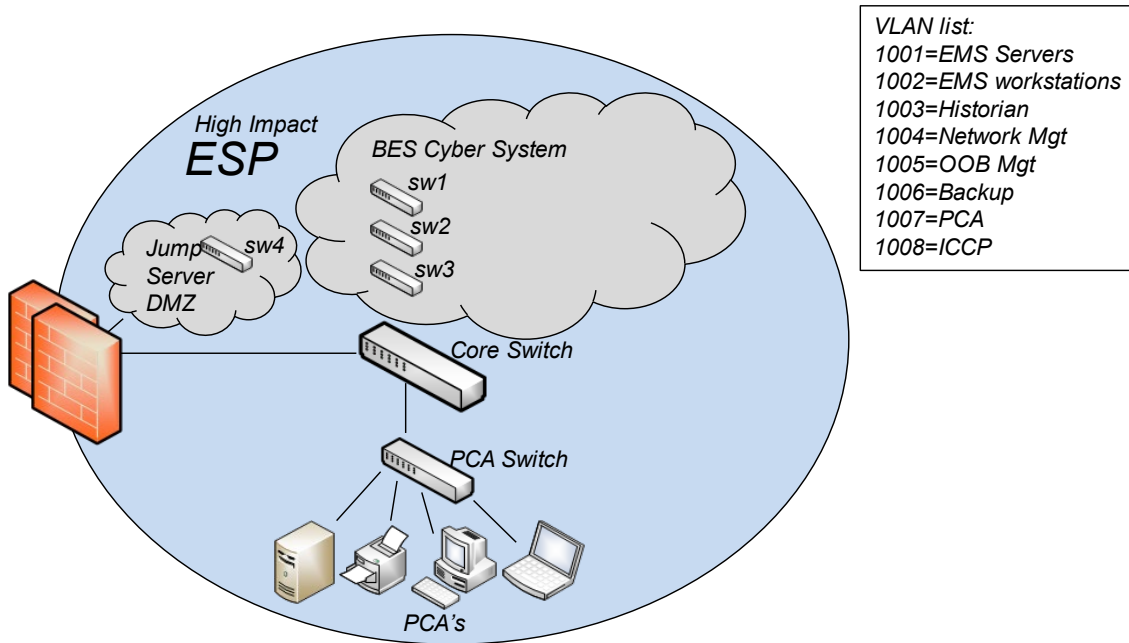 High Impact
ESP
BES Cyber System
sw1
sw2
sw3
Jump
sw4
Server
DMZ
Core Switch
PCA Switch
PCA's
VLAN list:
1001=EMS Servers
1002=EMS workstations
1003=Historian
1004=Network Mgt
1005=OOB Mgt
1006=Backup
1007=PCA
1008=ICCP